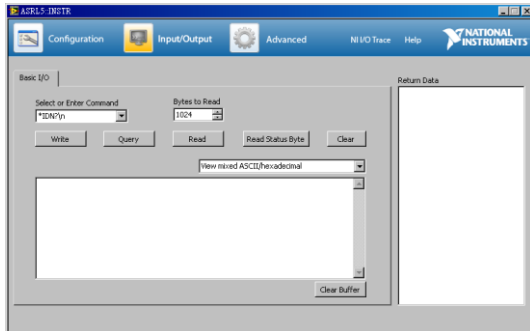 ASRL5-INSTR
Configuration
Input/Output
Advanced
NI I/O Trace
Help
NATIONAL INSTRUMENTS
Basic I/O
Return Data
Select or Enter Command
Bytes to Read
*IDN?\n
1024
Write
Query
Read
Read Status Byte
Clear
View mixed ASCII/hexadecimal
Clear Buffer